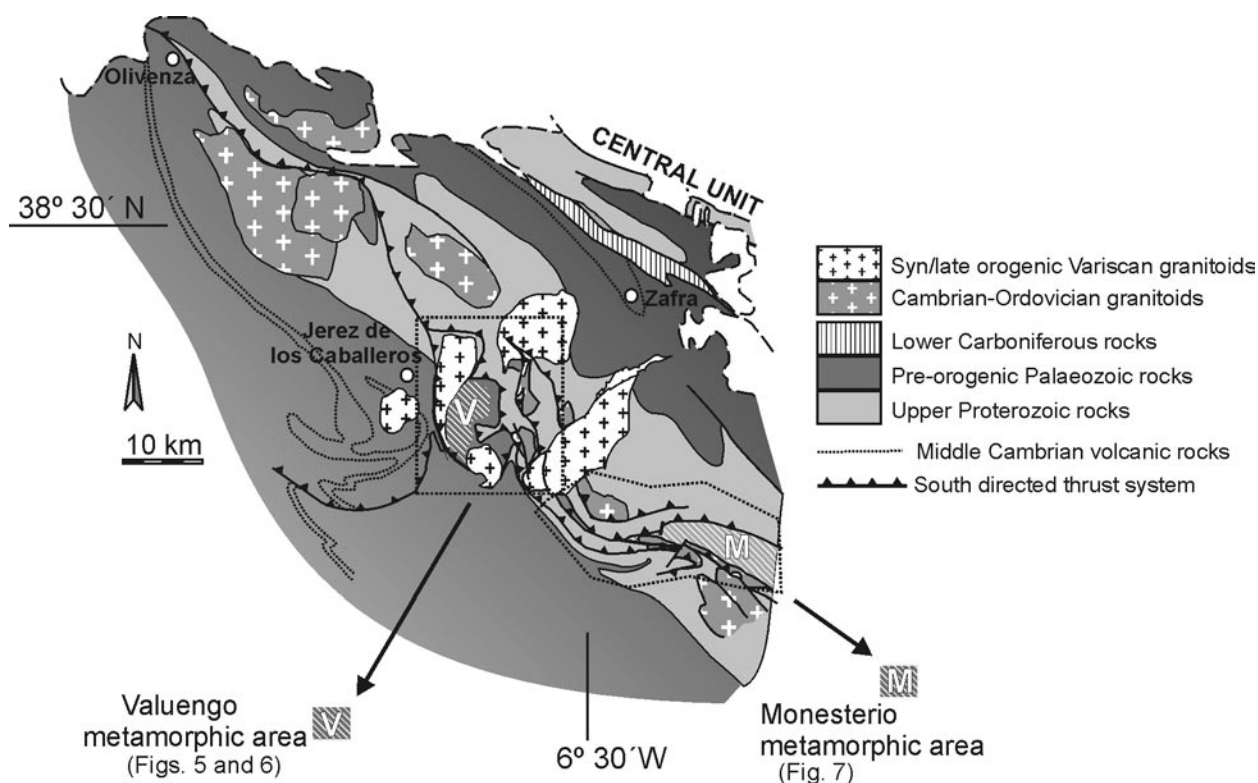 Olivenza
CENTRAL UNIT
38º 30´ N
Zafra
Jerez de
los Caballeros
N
10 km
V
M
Syn/late orogenic Variscan granitoids
Cambrian-Ordovician granitoids
Lower Carboniferous rocks
Pre-orogenic Palaeozoic rocks
Upper Proterozoic rocks
Middle Cambrian volcanic rocks
South directed thrust system
Valuengo
metamorphic area
(Figs. 5 and 6)
V
6º 30´W
M
Monesterio
metamorphic area
(Fig. 7)